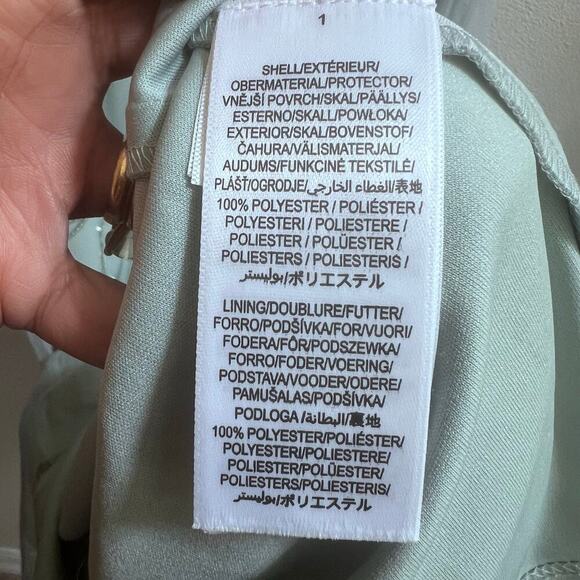 1
SHELL/EXTÉRIEUR/
OBERMATERIAL/PROTECTOR/
VNĚJŠÍ POVRCH/SKAL/PÄÄLLYS/
ESTERNO/SKALL/POWŁOKA/
EXTERIOR/SKAL/BOVENSTOF/
ČAHURA/VÄLISMATERJAL/
AUDUMS/FUNKCINĖ TEKSTILĖ/
PLÁŠŤ/OGRODJE/الغطاء الخارجي/表地
100% POLYESTER / POLIÉSTER /
POLYESTERI / POLIESTERE /
POLIESTER / POLÜESTER /
POLIESTERS / POLIESTERIS /
بوليستر/ポリエステル
LINING/DOUBLURE/FUTTER/
FORRO/PODŠÍVKA/FOR/VUORI/
FODERA/FÔR/PODSZEWKA/
FORRO/FODER/VOERING/
PODSTAVA/VOODER/ODERE/
PAMUŠALAS/PODŠÍVKA/
PODLOGA/البطانة/裏地
100% POLYESTER/POLIÉSTER/
POLYESTERI/POLIESTERE/
POLIESTER/POLÜESTER/
POLIESTERS/POLIESTERIS/
بوليستر/ポリエステル